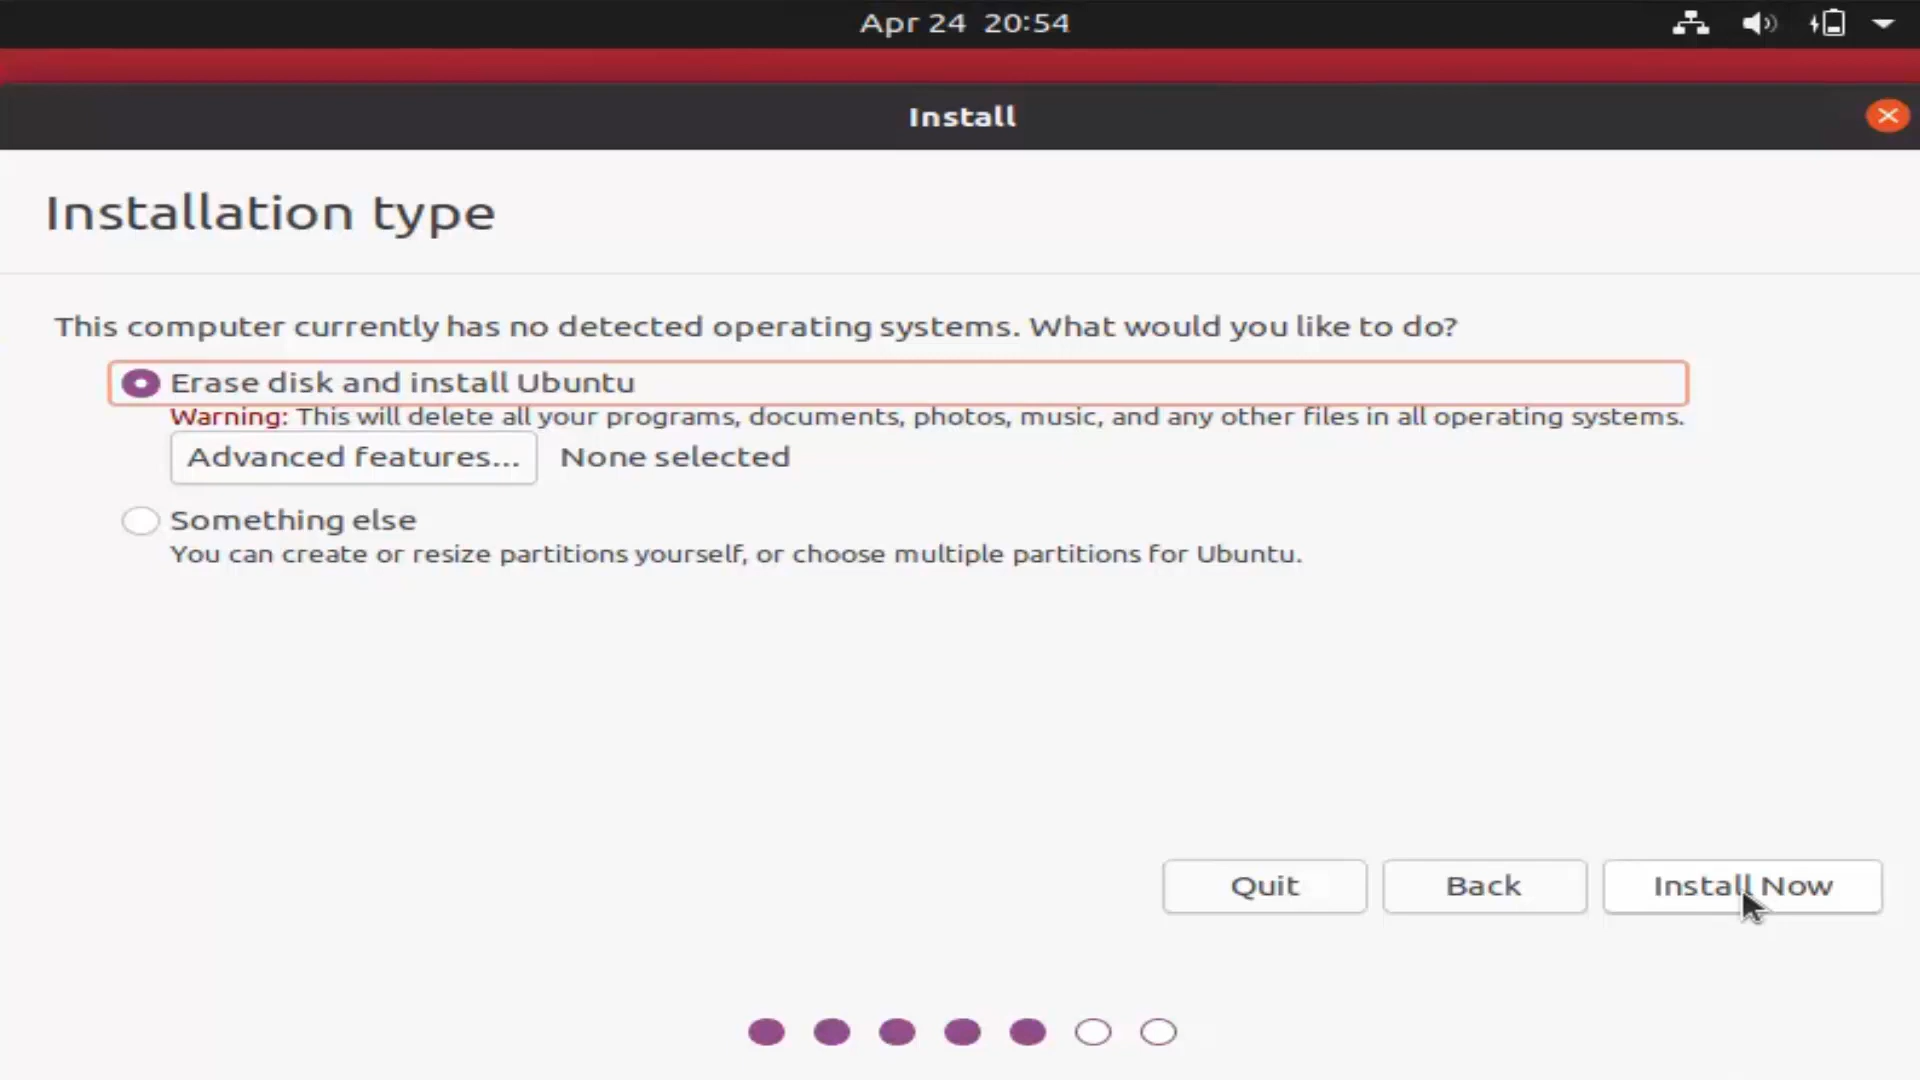 Apr 24 20:54
Install
Installation type
This computer currently has no detected operating systems. What would you like to do?
Erase disk and install Ubuntu
Warning: This will delete all your programs, documents, photos, music, and any other files in all operating systems.
Advanced features... None selected
Something else
You can create or resize partitions yourself, or choose multiple partitions for Ubuntu.
Quit Back Install Now